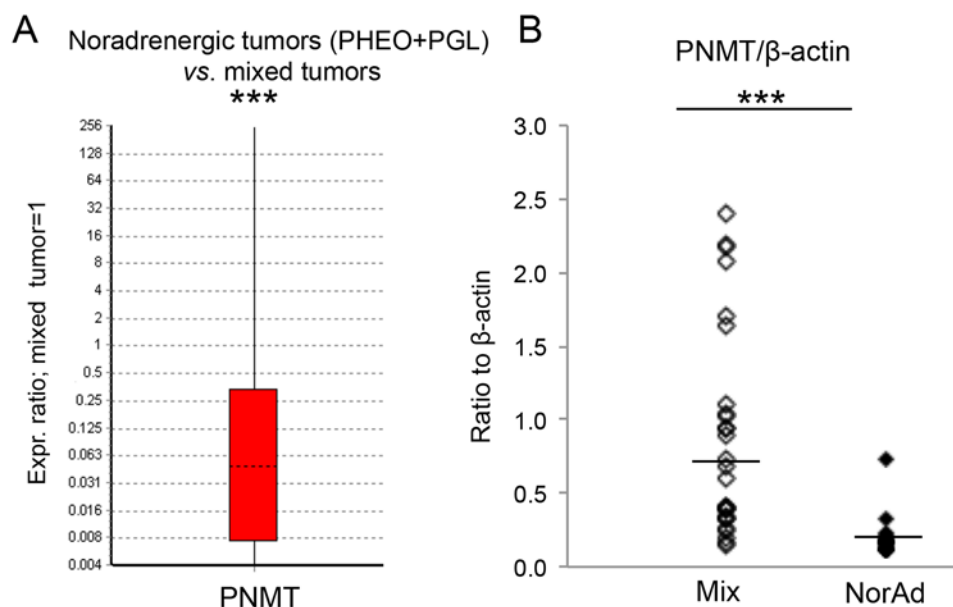 A
Noradrenergic tumors (PHEO+PGL)
vs. mixed tumors
***
Expr. ratio; mixed tumor=1
256
128
64
32
16
8
4
2
1
0.5
0.25
0.125
0.063
0.031
0.016
0.008
0.004
PNMT
B
PNMT/β-actin
***
Ratio to β-actin
3.0
2.5
2.0
1.5
1.0
0.5
0.0
Mix NorAd